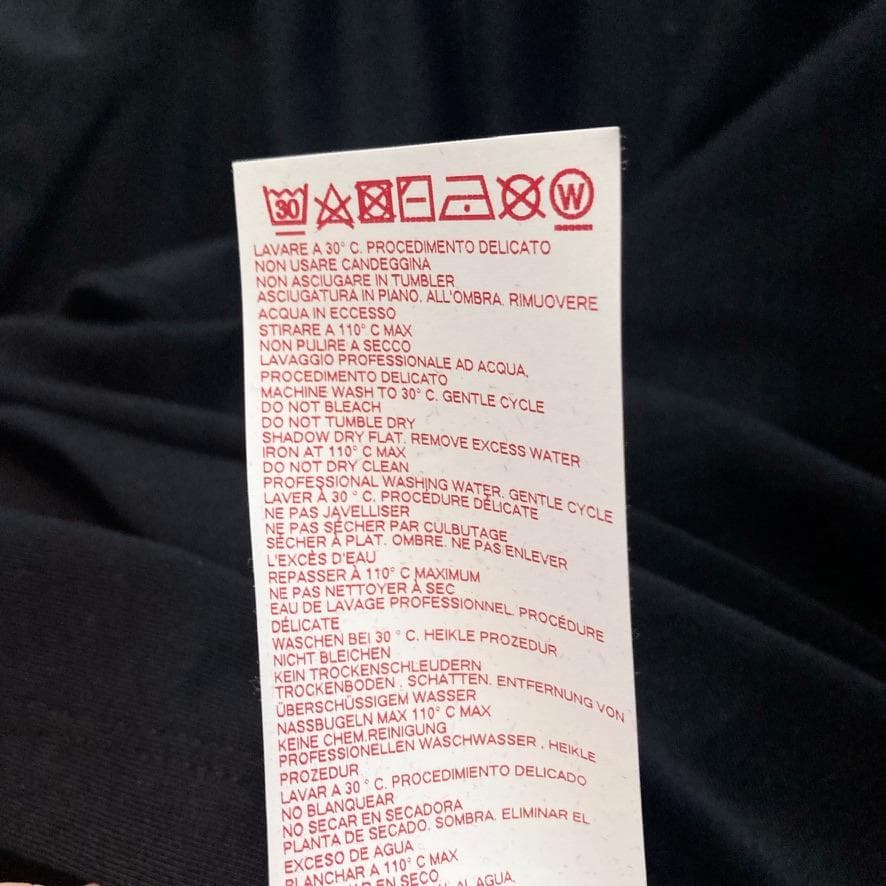 30 W
LAVARE A 30° C. PROCEDIMENTO DELICATO
NON USARE CANDEGGINA
NON ASCIUGARE IN TUMBLER
ASCIUGATURA IN PIANO. ALL'OMBRA. RIMUOVERE
ACQUA IN ECCESSO
STIRARE A 110° C MAX
NON PULIRE A SECCO
LAVAGGIO PROFESSIONALE AD ACQUA,
PROCEDIMENTO DELICATO
MACHINE WASH TO 30° C. GENTLE CYCLE
DO NOT BLEACH
DO NOT TUMBLE DRY
SHADOW DRY FLAT. REMOVE EXCESS WATER
IRON AT 110° C MAX
DO NOT DRY CLEAN
PROFESSIONAL WASHING WATER. GENTLE CYCLE
LAVER À 30° C. PROCÉDURE DÉLICATE
NE PAS JAVELLISER
NE PAS SÉCHER PAR CULBUTAGE
SÉCHER À PLAT. OMBRE. NE PAS ENLEVER
L'EXCÈS D'EAU
REPASSER À 110° C MAXIMUM
NE PAS NETTOYER À SEC
EAU DE LAVAGE PROFESSIONNEL. PROCÉDURE
DÉLICATE
WASCHEN BEI 30 ° C. HEIKLE PROZEDUR
NICHT BLEICHEN
KEIN TROCKENSCHLEUDERN
TROCKENBODEN . SCHATTEN. ENTFERNUNG VON
ÜBERSCHÜSSIGEM WASSER
NASSBUGELN MAX 110° C MAX
KEINE CHEM.REINIGUNG
PROFESSIONELLEN WASCHWASSER . HEIKLE
PROZEDUR
LAVAR A 30 ° C. PROCEDIMIENTO DELICADO
NO BLANQUEAR
NO SECAR EN SECADORA
PLANTA DE SECADO. SOMBRA. ELIMINAR EL
EXCESO DE AGUA
PLANCHAR A 110° C MAX
EN SECO
AGUA,